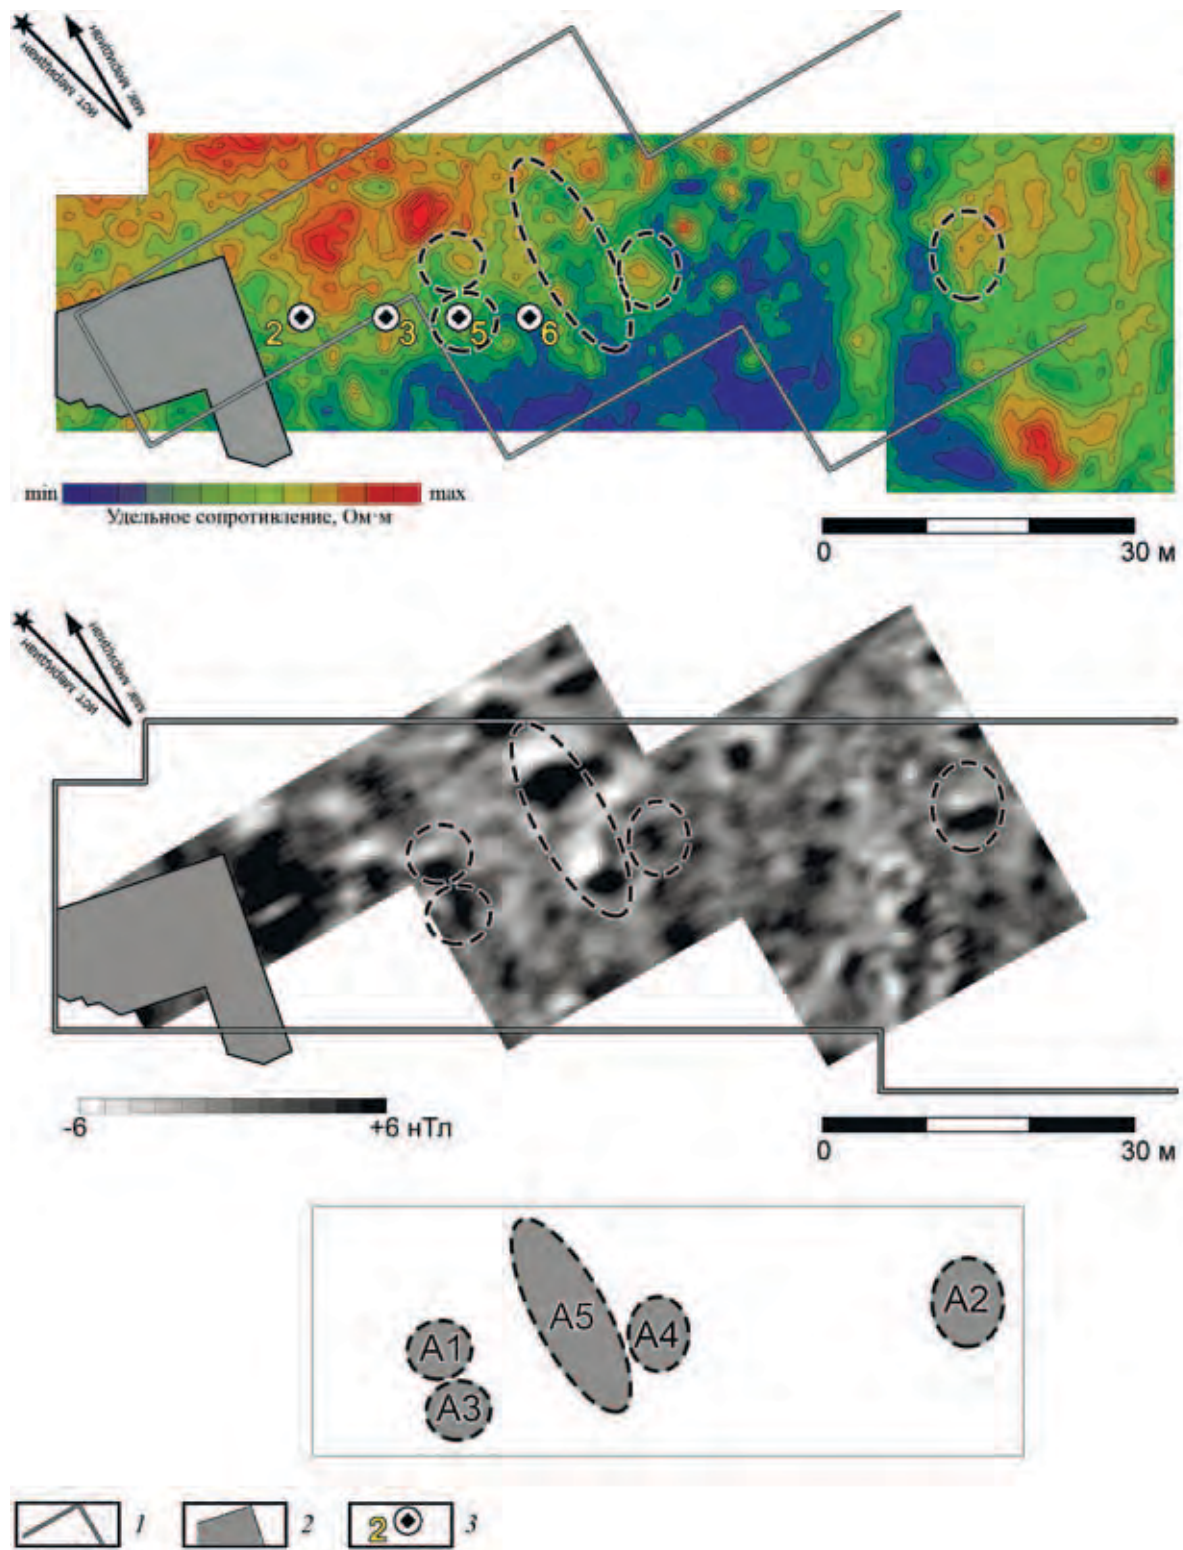 ист. меридиан
маг. меридиан
2
3
5
6
min
max
Удельное сопротивление, Ом·м
0
30 м
ист. меридиан
маг. меридиан
-6
+6 нТл
0
30 м
A5
A2
A4
A1
A3
1
2
2
3